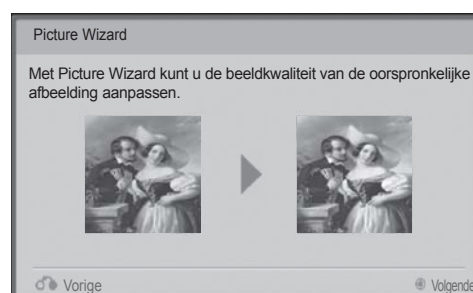 Picture Wizard
Met Picture Wizard kunt u de beeldkwaliteit van de oorspronkelijke
afbeelding aanpassen.
Vorige
Volgende